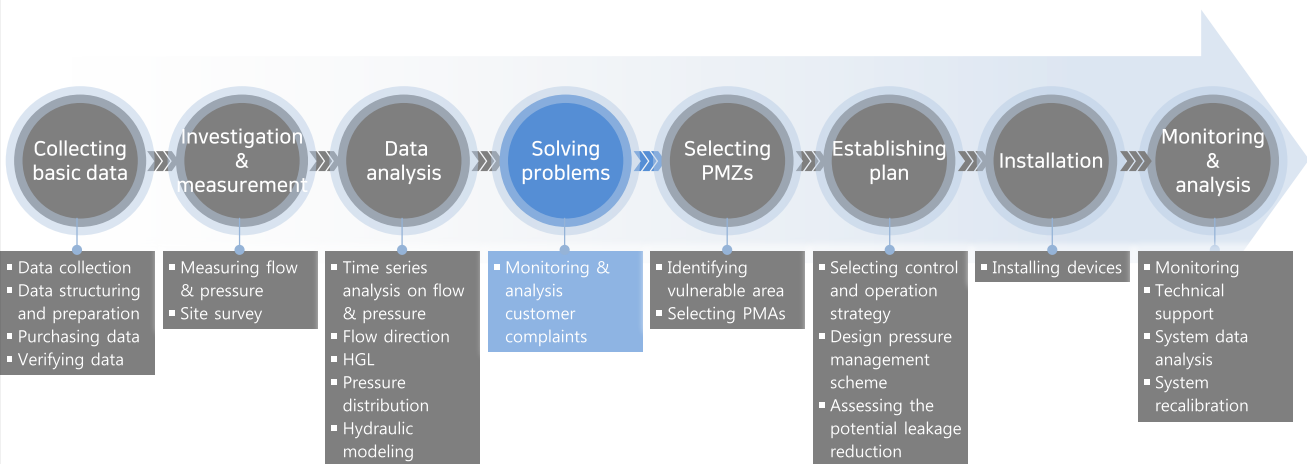 Collecting
basic data
Investigation
&
measurement
Data
analysis
Solving
problems
Selecting
PMZs
Establishing
plan
Installation
Monitoring
&
analysis
▪ Data collection
▪ Data structuring
and preparation
▪ Purchasing data
▪ Verifying data
▪ Measuring flow
& pressure
▪ Site survey
▪ Time series
analysis on flow
& pressure
▪ Flow direction
▪ HGL
▪ Pressure
distribution
▪ Hydraulic
modeling
▪ Monitoring &
analysis
customer
complaints
▪ Identifying
vulnerable area
▪ Selecting PMAs
▪ Selecting control
and operation
strategy
▪ Design pressure
management
scheme
▪ Assessing the
potential leakage
reduction
▪ Installing devices
▪ Monitoring
▪ Technical
support
▪ System data
analysis
▪ System
recalibration